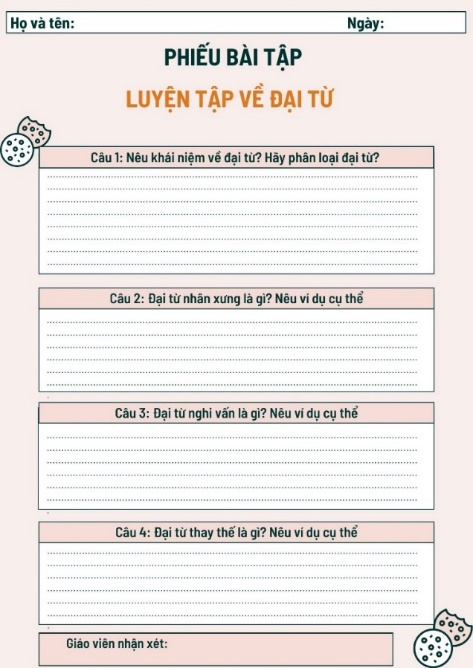 Họ và tên: Ngày:
PHIẾU BÀI TẬP
LUYỆN TẬP VỀ ĐẠI TỪ
Câu 1: Nêu khái niệm về đại từ? Hãy phân loại đại từ?
Câu 2: Đại từ nhân xưng là gì? Nêu ví dụ cụ thể
Câu 3: Đại từ nghi vấn là gì? Nêu ví dụ cụ thể
Câu 4: Đại từ thay thế là gì? Nêu ví dụ cụ thể
Giáo viên nhận xét: